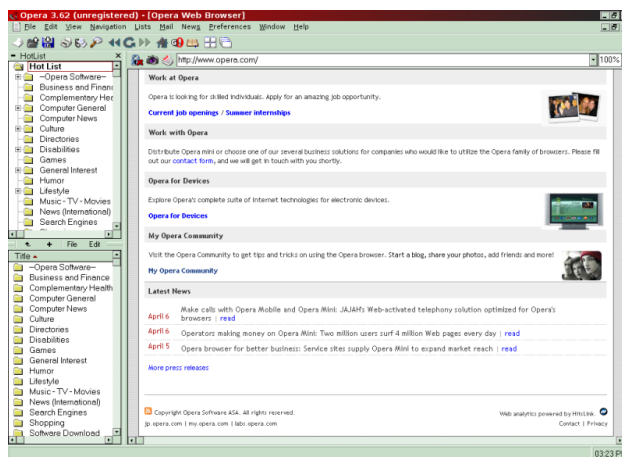 Opera 3.62 (unregistered) - [Opera Web Browser]
File Edit View Navigation Lists Mail News Preferences Window Help
HotList
http://www.opera.com/
100%
Hot List
~Opera Software~
Business and Financ
Complementary Hea
Computer General
Computer News
Culture
Directories
Disabilities
Games
General Interest
Humor
Lifestyle
Music - TV - Movies
News (International)
Search Engines
File Edit
Title
~Opera Software~
Business and Finance
Complementary Health
Computer General
Computer News
Culture
Directories
Disabilities
Games
General Interest
Humor
Lifestyle
Music - TV - Movies
News (International)
Search Engines
Shopping
Software Download
Work at Opera
Opera is looking for skilled individuals. Apply for an amazing job opportunity.
Current job openings / Summer internships
Work with Opera
Distribute Opera mini or choose one of our several business solutions for companies who would like to utilize the Opera family of browsers. Please fill
out our contact form, and we will get in touch with you shortly.
Opera for Devices
Explore Opera's complete suite of Internet technologies for electronic devices.
Opera for Devices
My Opera Community
Visit the Opera Community to get tips and tricks on using the Opera browser. Start a blog, share your photos, add friends and more!
My Opera Community
Latest News
April 6 Make calls with Opera Mobile and Opera Mini: JAJAH's Web-activated telephony solution optimized for Opera's
browsers | read
April 6 Operators making money on Opera Mini: Two million users surf 4 million Web pages every day | read
April 5 Opera browser for better business: Service sites supply Opera Mini to expand market reach | read
More press releases
Copyright Opera Software ASA. All rights reserved. Web analytics powered by HitsLink.
jp.opera.com | my.opera.com | labs.opera.com Contact | Privacy
03:23 P